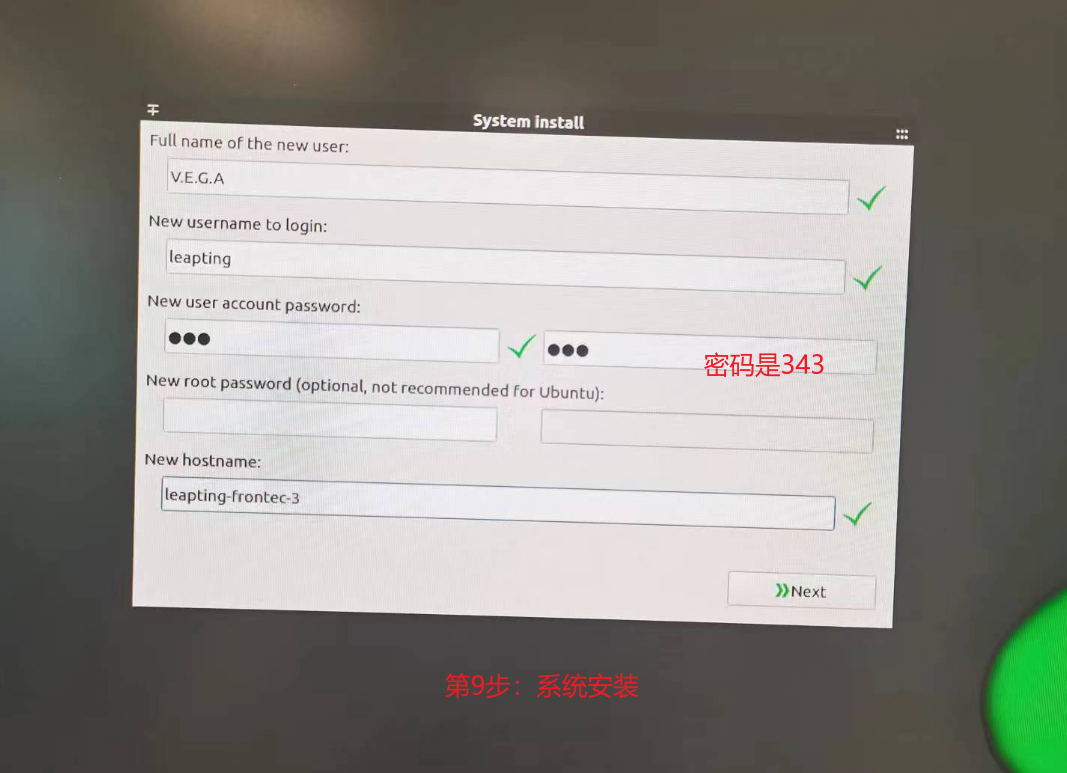 System install
Full name of the new user:
V.E.G.A
New username to login:
leapting
New user account password:
●●● ●●●
密码是343
New root password (optional, not recommended for Ubuntu):
New hostname:
leapting-frontec-3
Next
第9步：系统安装